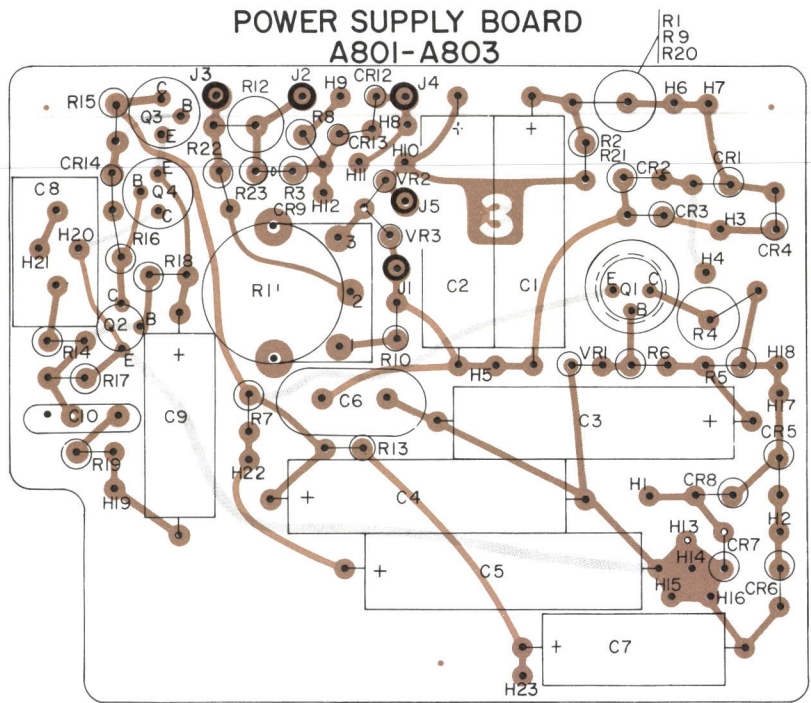 POWER SUPPLY BOARD
A801-A803
R1
R9
R20
J3
R12
J2
H9
CR12
J4
H6
H7
R15
C
B
Q3
E
R8
H8
CR13
R22
R2
CR14
E
H11
H10
R21
CR2
CR1
C8
B
Q4
R23
R3
VR2
C
H12
J5
3
CR9
CR3
H20
R16
3
VR3
H3
CR4
H21
R18
H4
R1
2
J1
C2
C1
E
Q1
C
B
C
Q2
B
R4
R14
E
1
R10
R17
+
H5
VR1
R6
R5
H18
C10
C9
R7
C6
C3
+
H17
R19
H22
R13
CR5
H19
+
C4
H1
CR8
H2
H13
CR7
+
C5
H14
H15
H16
CR6
+
C7
H23
+
+